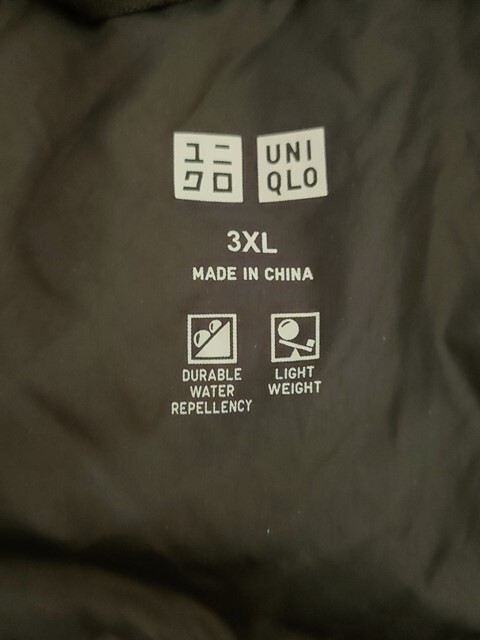 ユニ
クロ
UNI
QLO
3XL
MADE IN CHINA
DURABLE
WATER
REPELLENCY
LIGHT
WEIGHT